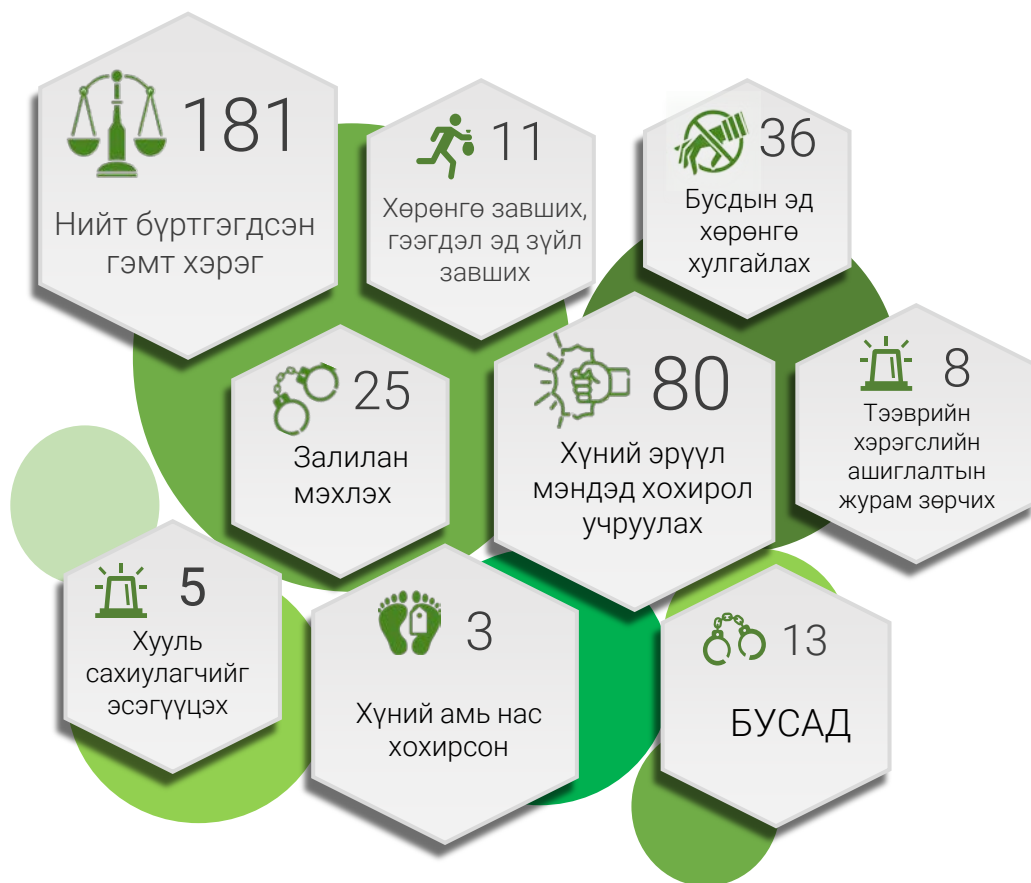 181
Нийт бүртгэгдсэн
гэмт хэрэг
11
Хөрөнгө завших,
гээгдэл эд зүйл
завших
36
Бусдын эд
хөрөнгө
хулгайлах
25
Залилан
мэхлэх
80
Хүний эрүүл
мэндэд хохирол
учруулах
8
Тээврийн
хэрэгслийн
ашиглалтын
журам зөрчих
5
Хууль
сахиулагчийг
эсэгүүцэх
3
Хүний амь нас
хохирсон
13
БУСАД